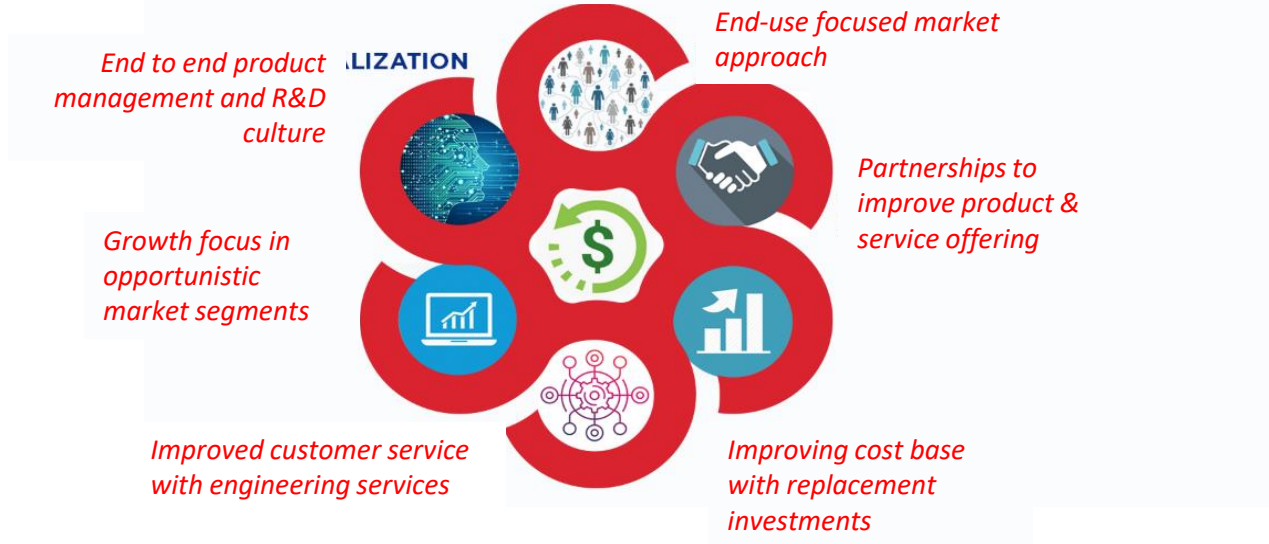 End-use focused market
approach
End to end product
management and R&D
culture
LIZATION
Partnerships to
improve product &
service offering
Growth focus in
opportunistic
market segments
$
Improved customer service
with engineering services
Improving cost base
with replacement
investments